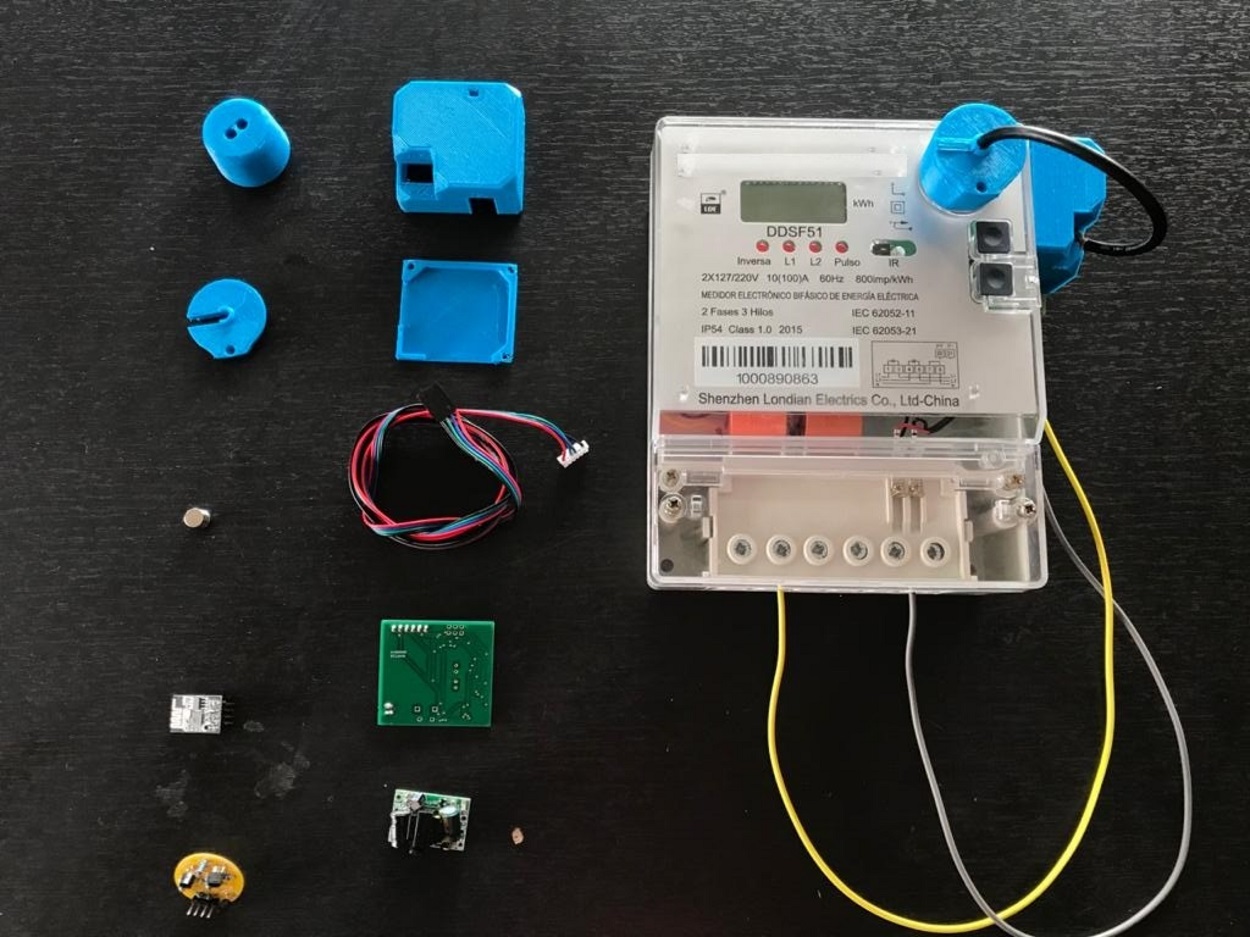 LDE
kWh
DDSF51
Inversa L1 L2 Pulso IR
2X127/220V 10(100)A 60Hz 800imp/kWh
MEDIDOR ELECTRÓNICO BIFÁSICO DE ENERGÍA ELÉCTRICA
2 Fases 3 Hilos IEC 62052-11
IP54 Class 1.0 2015 IEC 62053-21
1000890863
Shenzhen Londian Electrics Co., Ltd-China